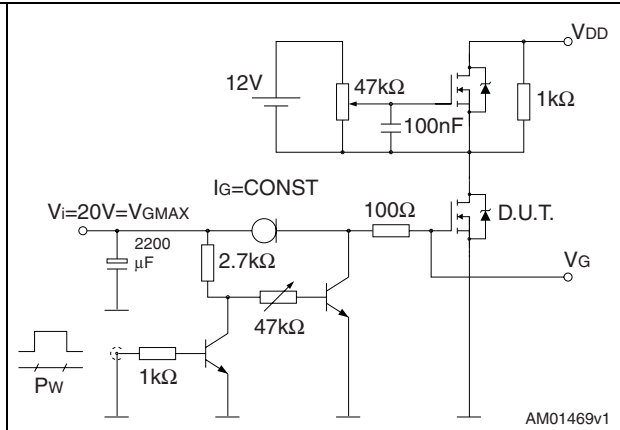 VDD
12V
47kΩ
1kΩ
100nF
IG=CONST
Vi=20V=VGMAX
100Ω
D.U.T.
2200
μF
2.7kΩ
VG
47kΩ
1kΩ
PW
AM01469v1